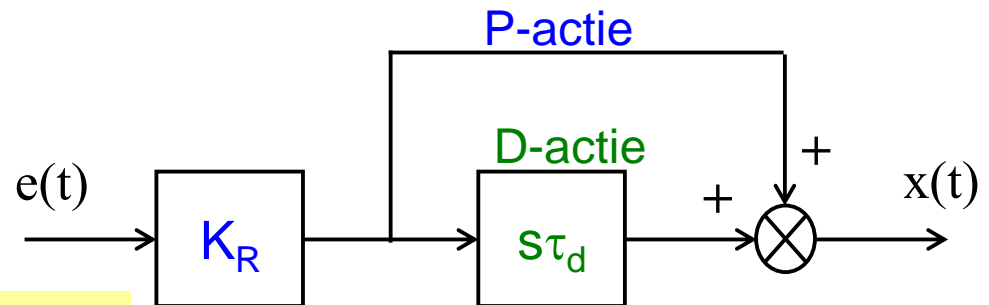 P-actie
D-actie
+
e(t)
+
x(t)
K_R
sτ_d